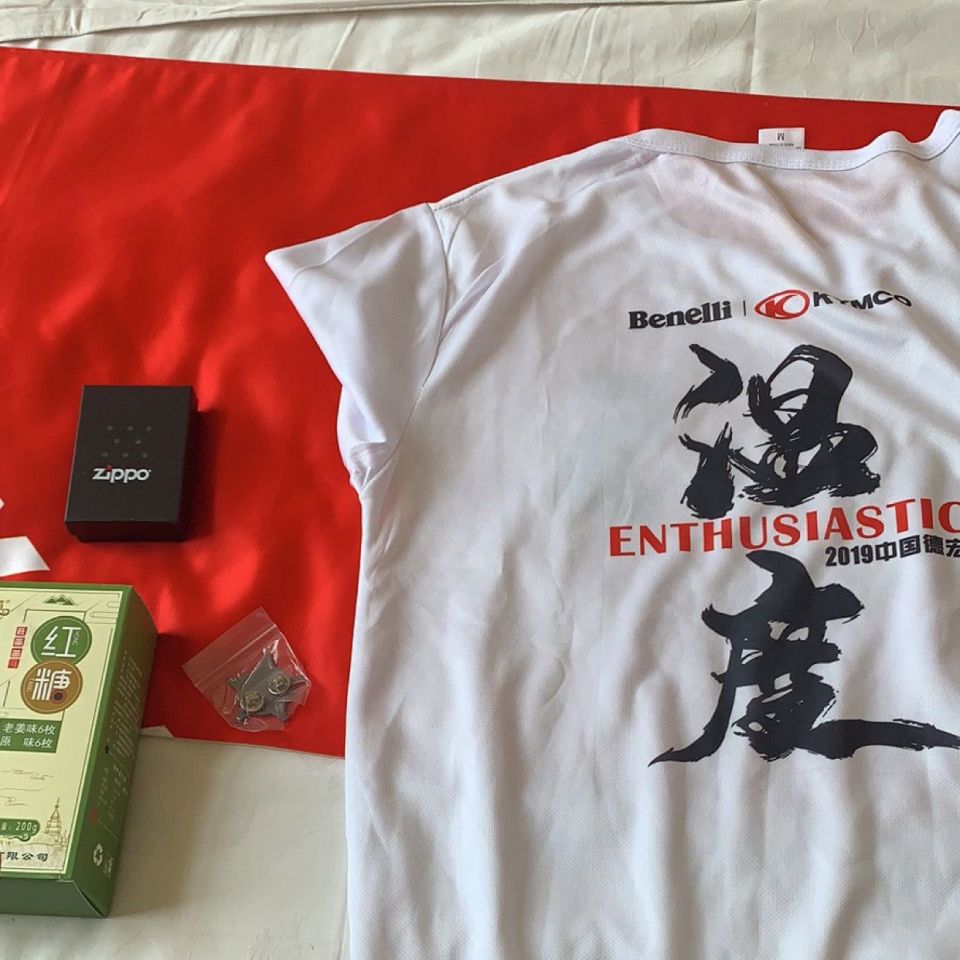 M
Benelli | KYMCO
温
ENTHUSIASTIC
2019中国德宏
度
zippo
红
糖
老姜味6枚
原 味6枚
200g
限公司